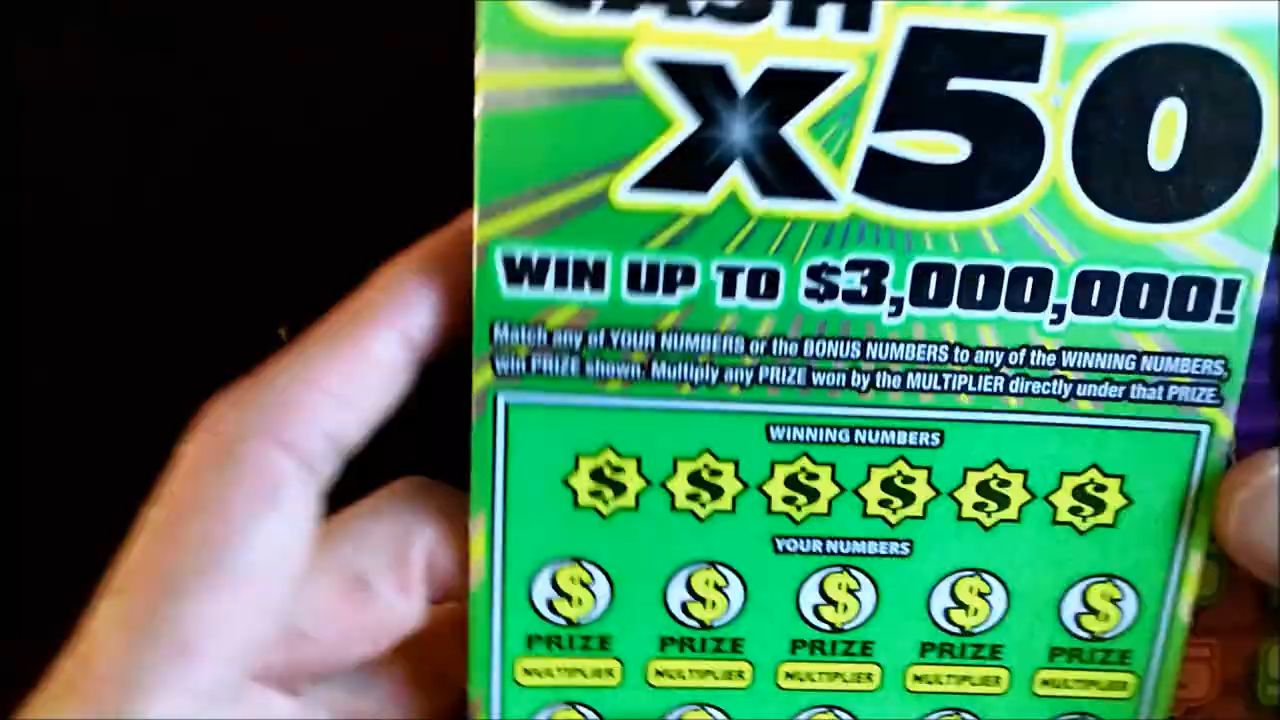 CASH
X50
WIN UP TO $3,000,000!
Match any of YOUR NUMBERS or the BONUS NUMBERS to any of the WINNING NUMBERS,
win PRIZE shown. Multiply any PRIZE won by the MULTIPLIER directly under that PRIZE.
WINNING NUMBERS
$ $ $ $ $ $
YOUR NUMBERS
$ $ $ $ $
PRIZE PRIZE PRIZE PRIZE PRIZE
MULTIPLIER MULTIPLIER MULTIPLIER MULTIPLIER MULTIPLIER